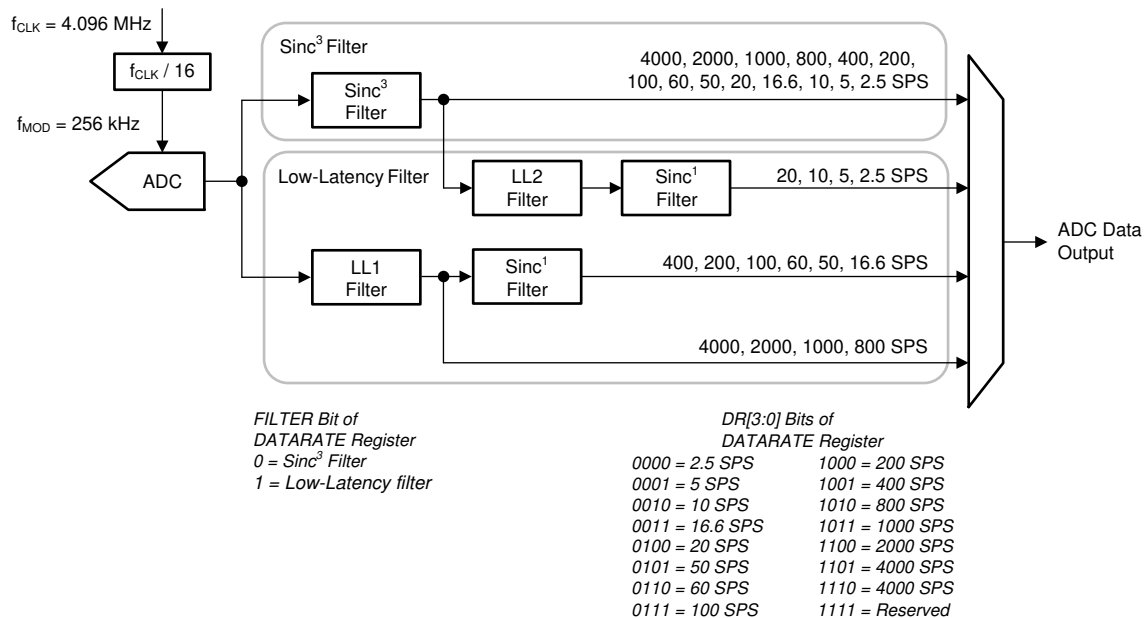 f_CLK = 4.096 MHz
f_CLK / 16
f_MOD = 256 kHz
ADC
Sinc³ Filter
Sinc³
Filter
4000, 2000, 1000, 800, 400, 200,
100, 60, 50, 20, 16.6, 10, 5, 2.5 SPS
Low-Latency Filter
LL2
Filter
Sinc¹
Filter
20, 10, 5, 2.5 SPS
LL1
Filter
Sinc¹
Filter
400, 200, 100, 60, 50, 16.6 SPS
4000, 2000, 1000, 800 SPS
ADC Data
Output
FILTER Bit of
DATARATE Register
0 = Sinc³ Filter
1 = Low-Latency filter
DR[3:0] Bits of
DATARATE Register
0000 = 2.5 SPS
0001 = 5 SPS
0010 = 10 SPS
0011 = 16.6 SPS
0100 = 20 SPS
0101 = 50 SPS
0110 = 60 SPS
0111 = 100 SPS
1000 = 200 SPS
1001 = 400 SPS
1010 = 800 SPS
1011 = 1000 SPS
1100 = 2000 SPS
1101 = 4000 SPS
1110 = 4000 SPS
1111 = Reserved